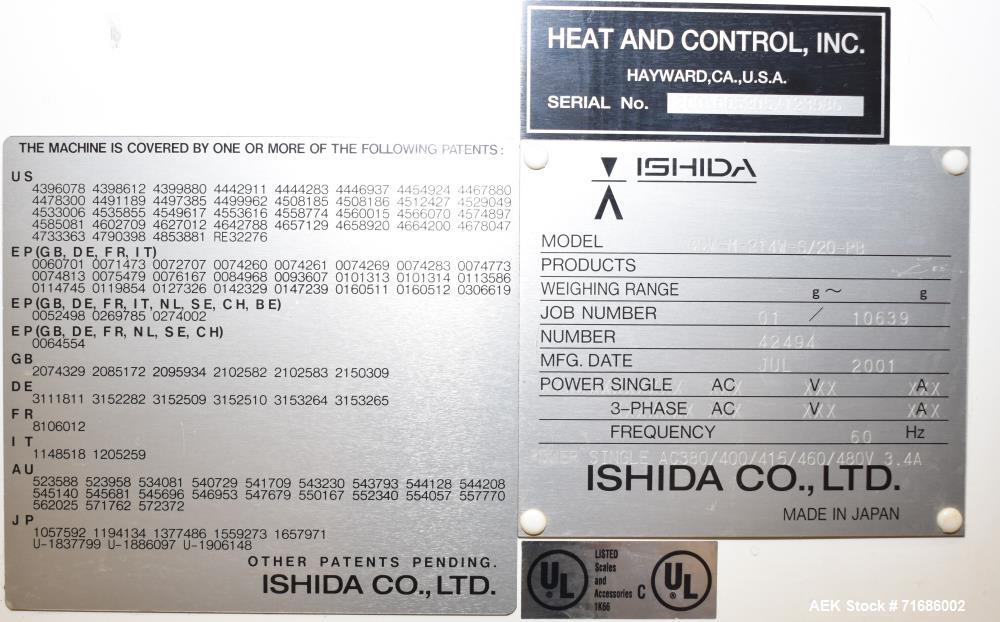 HEAT AND CONTROL, INC.
HAYWARD,CA.,U.S.A.
SERIAL No.
THE MACHINE IS COVERED BY ONE OR MORE OF THE FOLLOWING PATENTS:
US
4396078 4398612 4399880 4442911 4444283 4446937 4454924 4467880
4478300 4491189 4497385 4499962 4508185 4508186 4512427 4529049
4533006 4535855 4549617 4553616 4558774 4560015 4566070 4574897
4585081 4602709 4627012 4642788 4657129 4658920 4664200 4678047
4733363 4790398 4853881 RE32276
EP(GB, DE, FR, IT)
0060701 0071473 0072707 0074260 0074261 0074269 0074283 0074773
0074813 0075479 0076167 0084968 0093607 0101313 0101314 0113586
0114745 0119854 0127326 0142329 0147239 0160511 0160512 0306619
EP(GB, DE, FR, IT, NL, SE, CH, BE)
0052498 0269785 0274002
EP(GB, DE, FR, NL, SE, CH)
0064554
GB
2074329 2085172 2095934 2102582 2102583 2150309
DE
3111811 3152282 3152509 3152510 3153264 3153265
FR
8106012
IT
1148518 1205259
AU
523588 523958 534081 540729 541709 543230 543793 544128 544208
545140 545681 545696 546953 547679 550167 552340 554057 557770
562025 571762 572372
JP
1057592 1194134 1377486 1559273 1657971
U-1837799 U-1886097 U-1906148
OTHER PATENTS PENDING.
ISHIDA CO., LTD.
ISHIDA
MODEL
PRODUCTS
WEIGHING RANGE g~ g
JOB NUMBER 01 / 10639
NUMBER 42494
MFG. DATE JUL 2001
POWER SINGLE AC V A
3-PHASE AC V A
FREQUENCY 60 Hz
POWER SINGLE AC380/400/415/460/480V 3.4A
ISHIDA CO., LTD.
MADE IN JAPAN
UL
LISTED
Scales
and
Accessories
1K66
C
UL
AEK Stock # 71686002